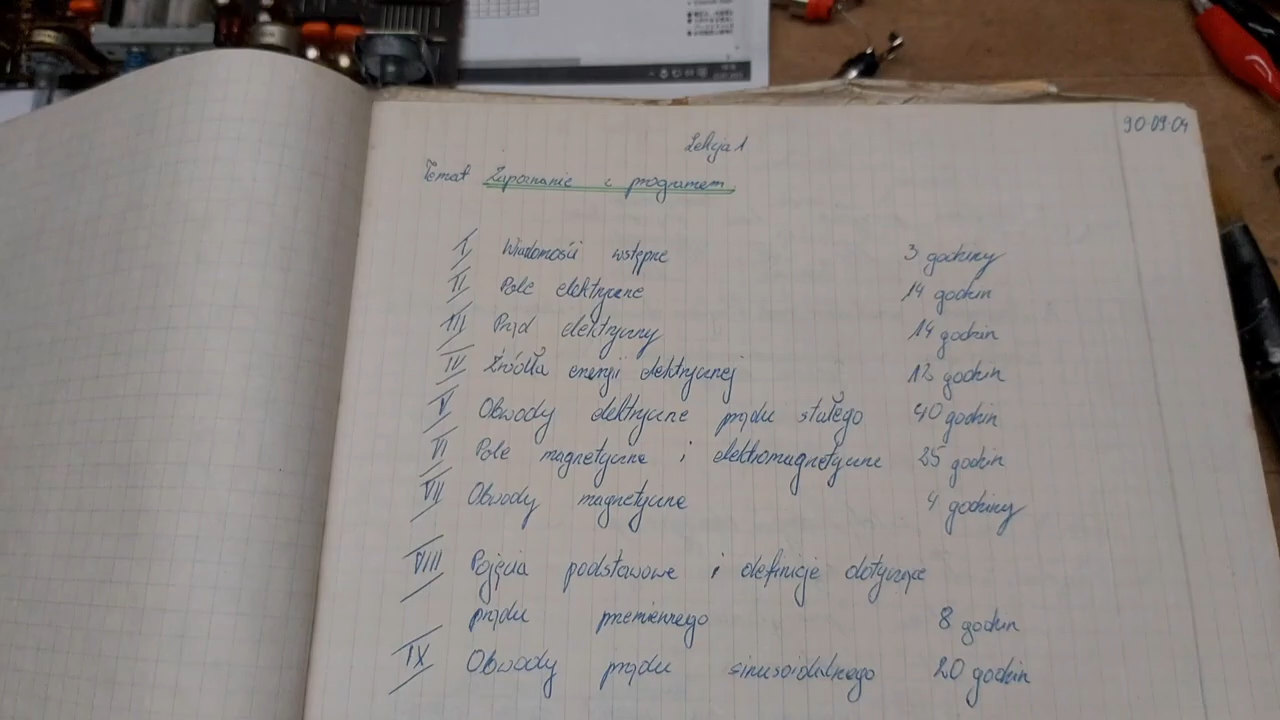 90.09.04
Lekcja 1
Temat Zapoznanie z programem.
I Wiadomości wstępne 3 godziny
II Pole elektryczne 14 godzin
III Prąd elektryczny 14 godzin
IV Źródła energii elektrycznej 12 godzin
V Obwody elektryczne prądu stałego 40 godzin
VI Pole magnetyczne i elektromagnetyczne 25 godzin
VII Obwody magnetyczne 4 godziny
VIII Pojęcia podstawowe i definicje dotyczące
prądu przemiennego 8 godzin
IX Obwody prądu sinusoidalnego 20 godzin